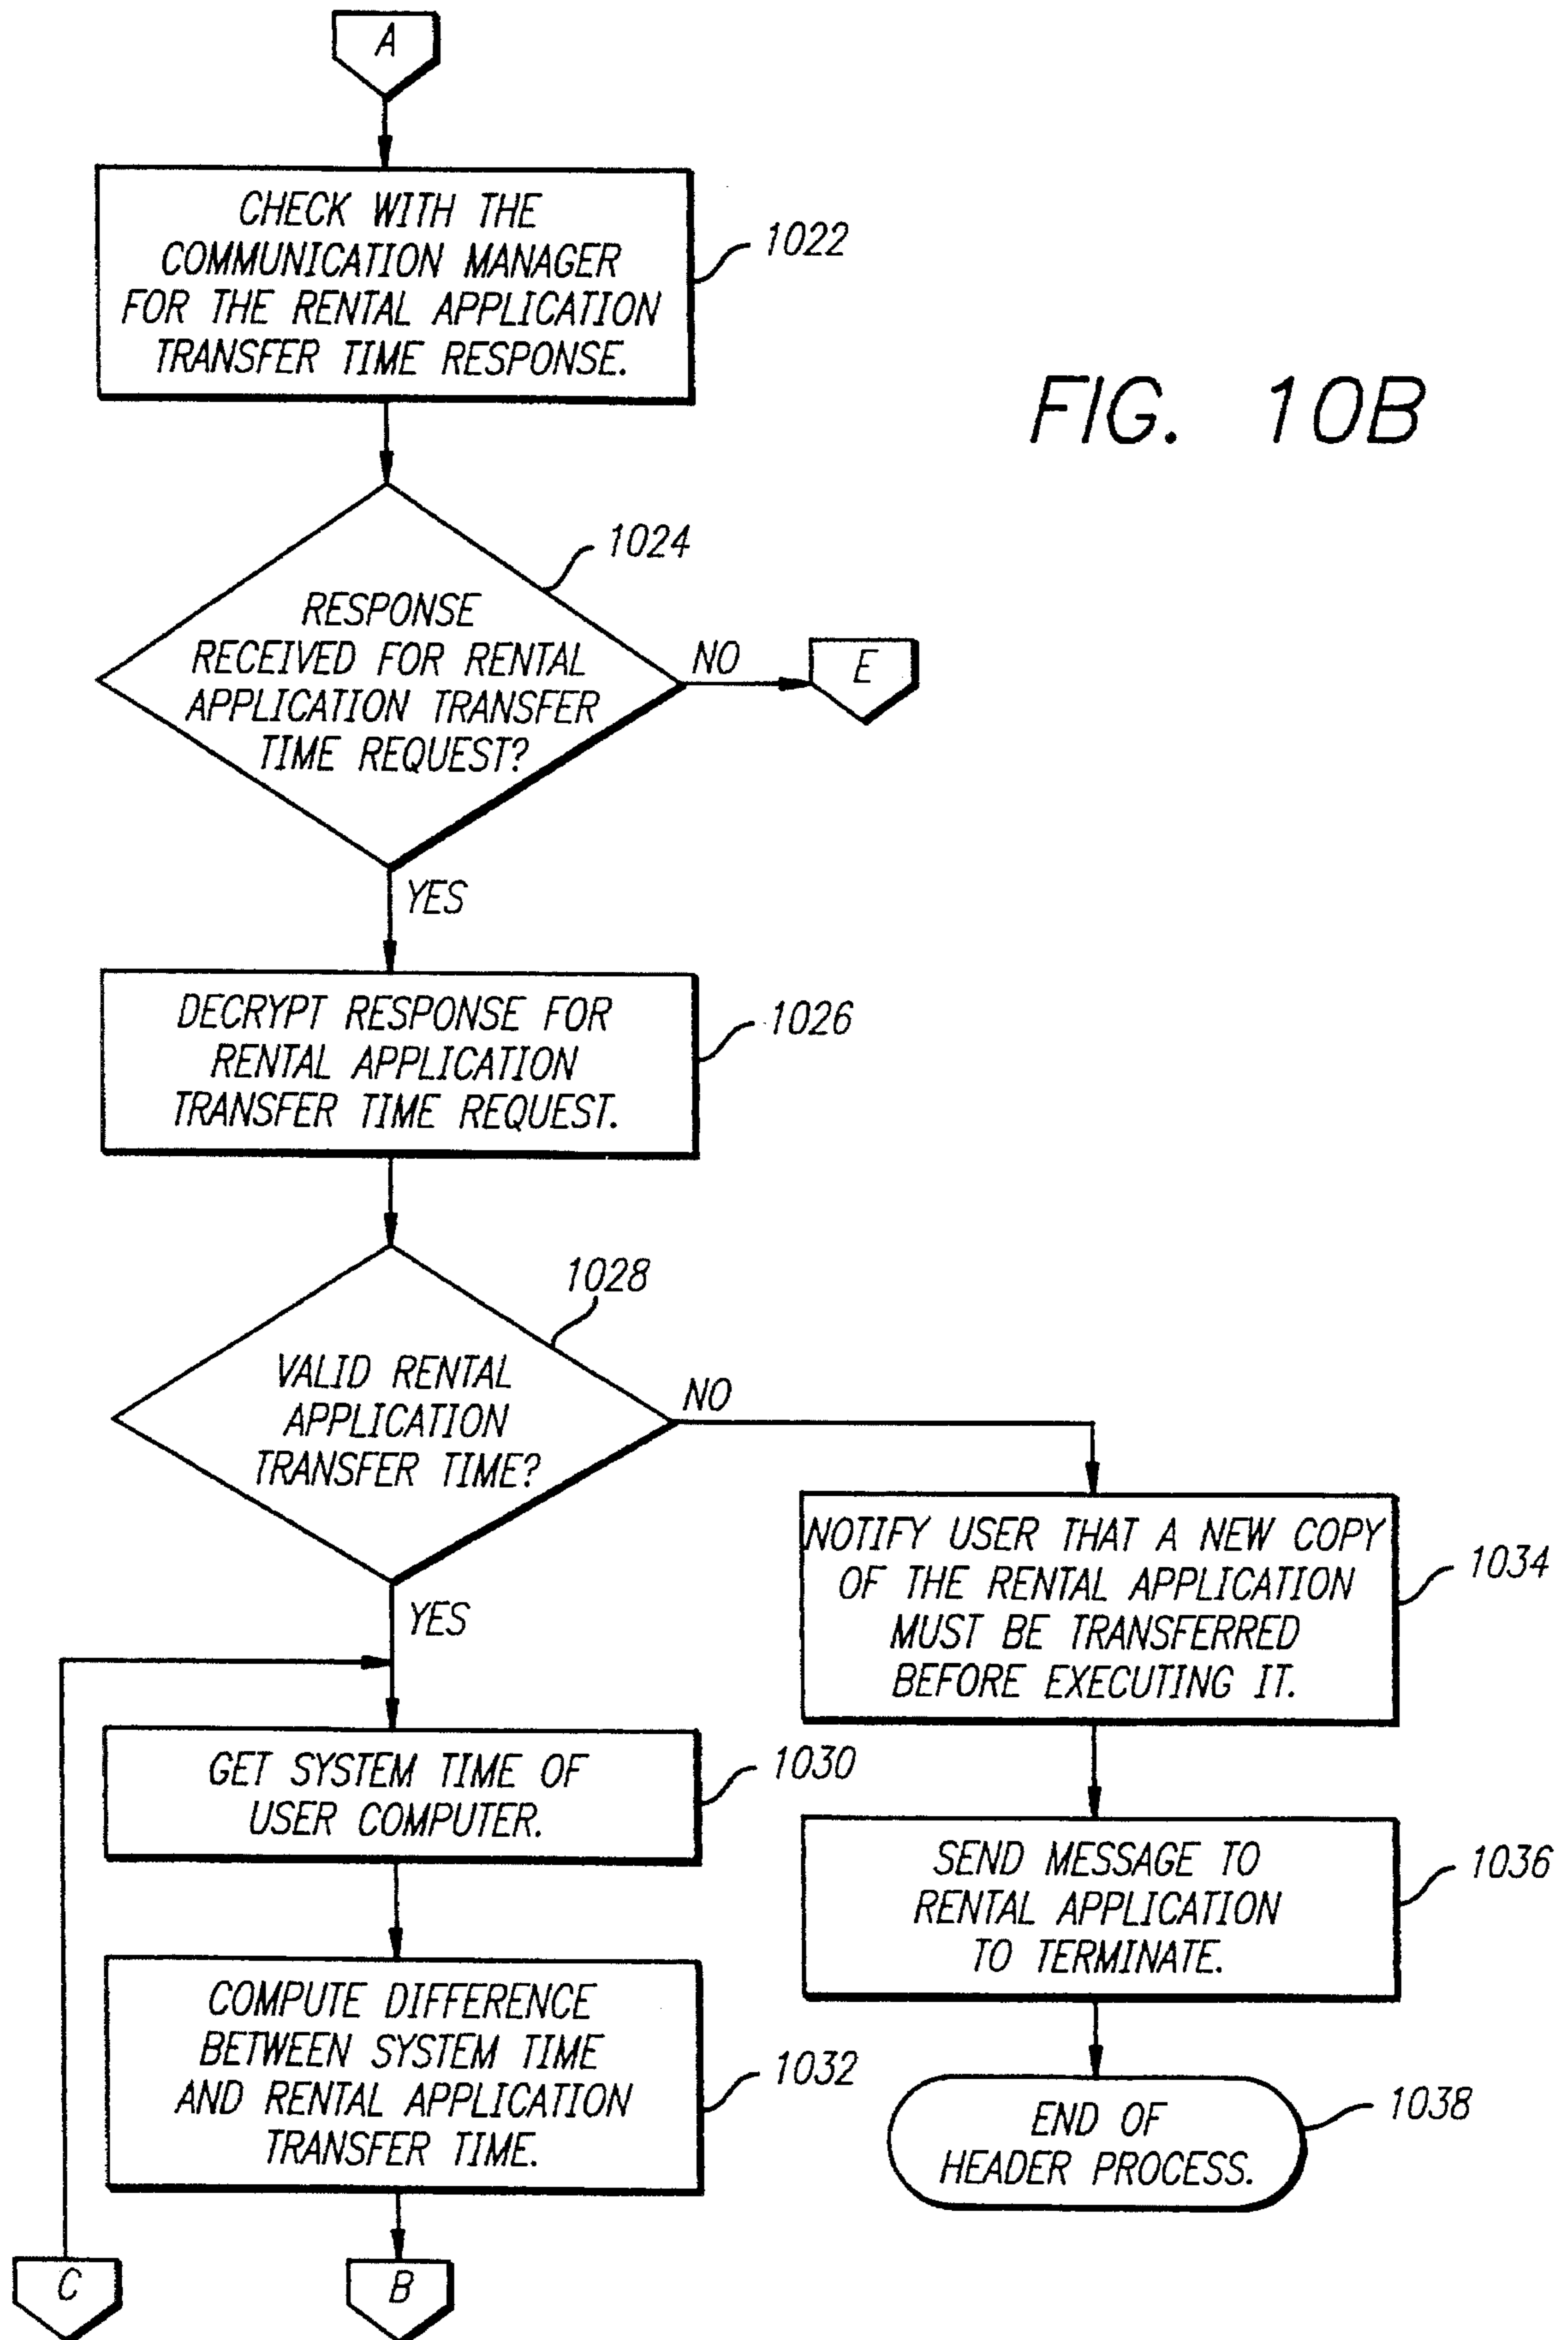 A
CHECK WITH THE
COMMUNICATION MANAGER
FOR THE RENTAL APPLICATION
TRANSFER TIME RESPONSE.
1022
FIG. 10B
1024
RESPONSE
RECEIVED FOR RENTAL
APPLICATION TRANSFER
TIME REQUEST?
NO
E
YES
DECRYPT RESPONSE FOR
RENTAL APPLICATION
TRANSFER TIME REQUEST.
1026
1028
VALID RENTAL
APPLICATION
TRANSFER TIME?
NO
YES
NOTIFY USER THAT A NEW COPY
OF THE RENTAL APPLICATION
MUST BE TRANSFERRED
BEFORE EXECUTING IT.
1034
GET SYSTEM TIME OF
USER COMPUTER.
1030
SEND MESSAGE TO
RENTAL APPLICATION
TO TERMINATE.
1036
COMPUTE DIFFERENCE
BETWEEN SYSTEM TIME
AND RENTAL APPLICATION
TRANSFER TIME.
1032
END OF
HEADER PROCESS.
1038
C
B